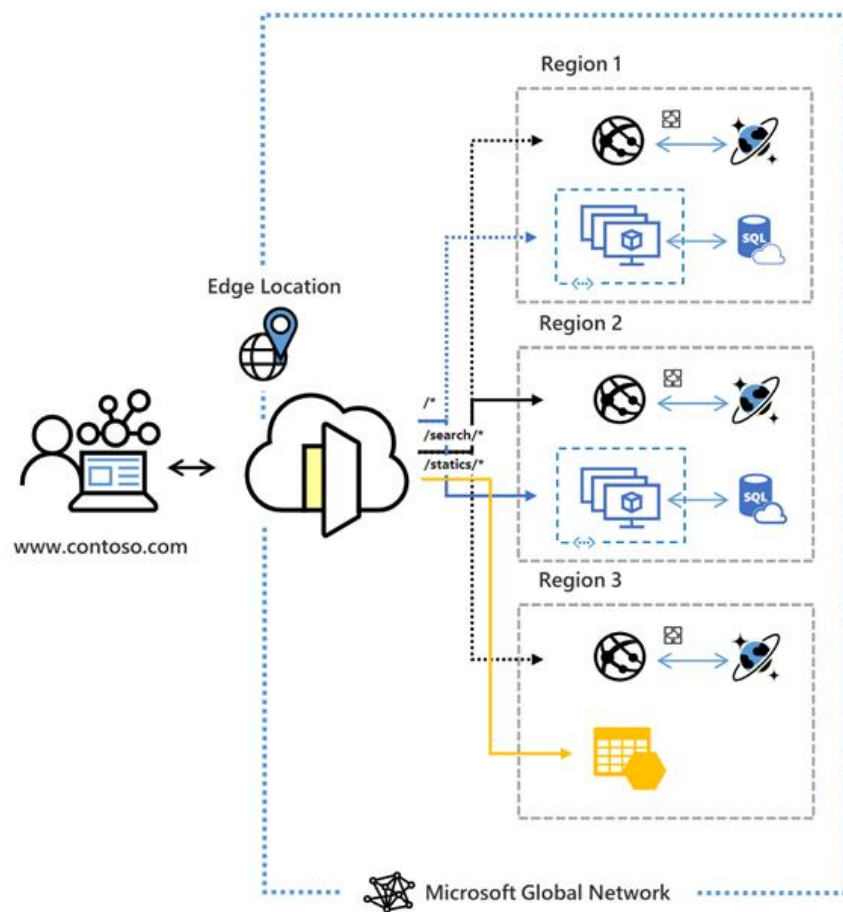 Region 1
SQL
Edge Location
Region 2
/*
/search/*
/statics/*
www.contoso.com
SQL
Region 3
Microsoft Global Network